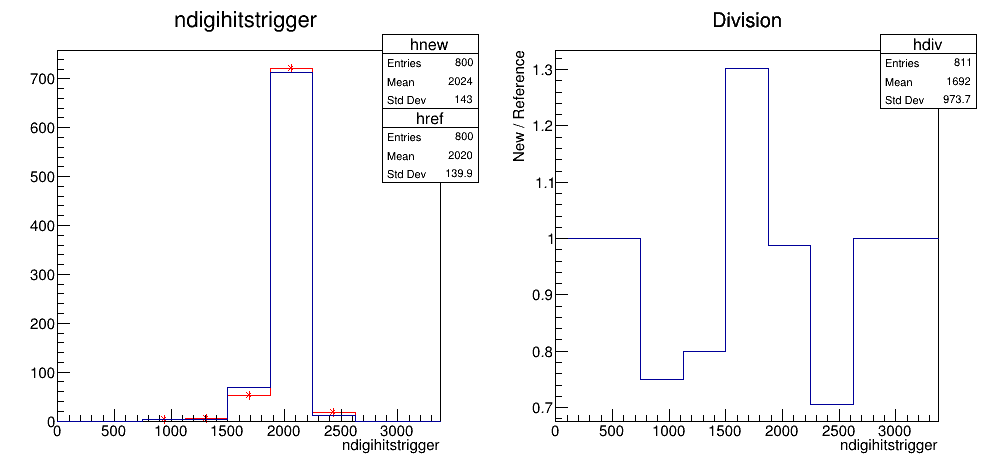 ndigihitstrigger
hnew
Entries 800
Mean 2024
Std Dev 143
href
Entries 800
Mean 2020
Std Dev 139.9
700
600
500
400
300
200
100
0
0 500 1000 1500 2000 2500 3000
ndigihitstrigger
Division
hdiv
Entries 811
Mean 1692
Std Dev 973.7
New / Reference
1.3
1.2
1.1
1
0.9
0.8
0.7
0 500 1000 1500 2000 2500 3000
ndigihitstrigger